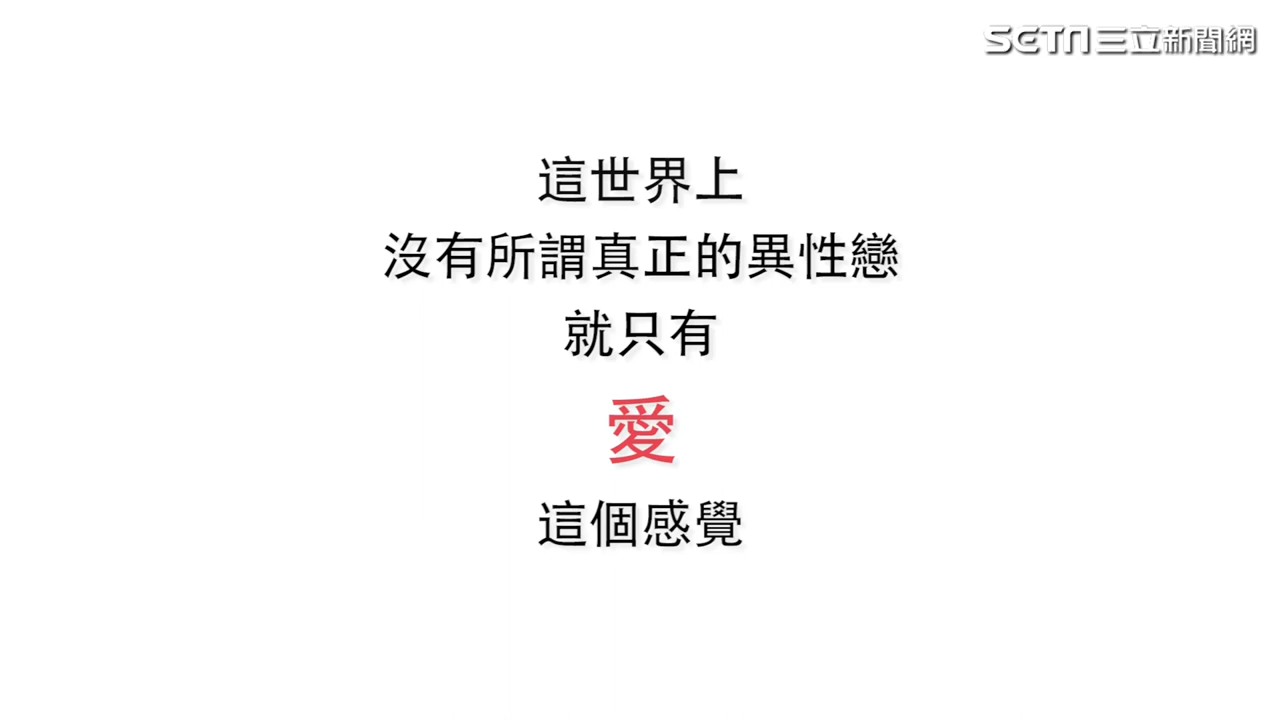 SETN三立新聞網
這世界上
沒有所謂真正的異性戀
就只有
愛
這個感覺